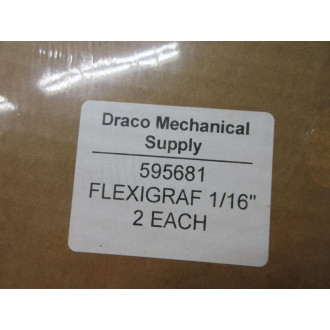 Draco Mechanical
Supply
595681
FLEXIGRAF 1/16"
2 EACH